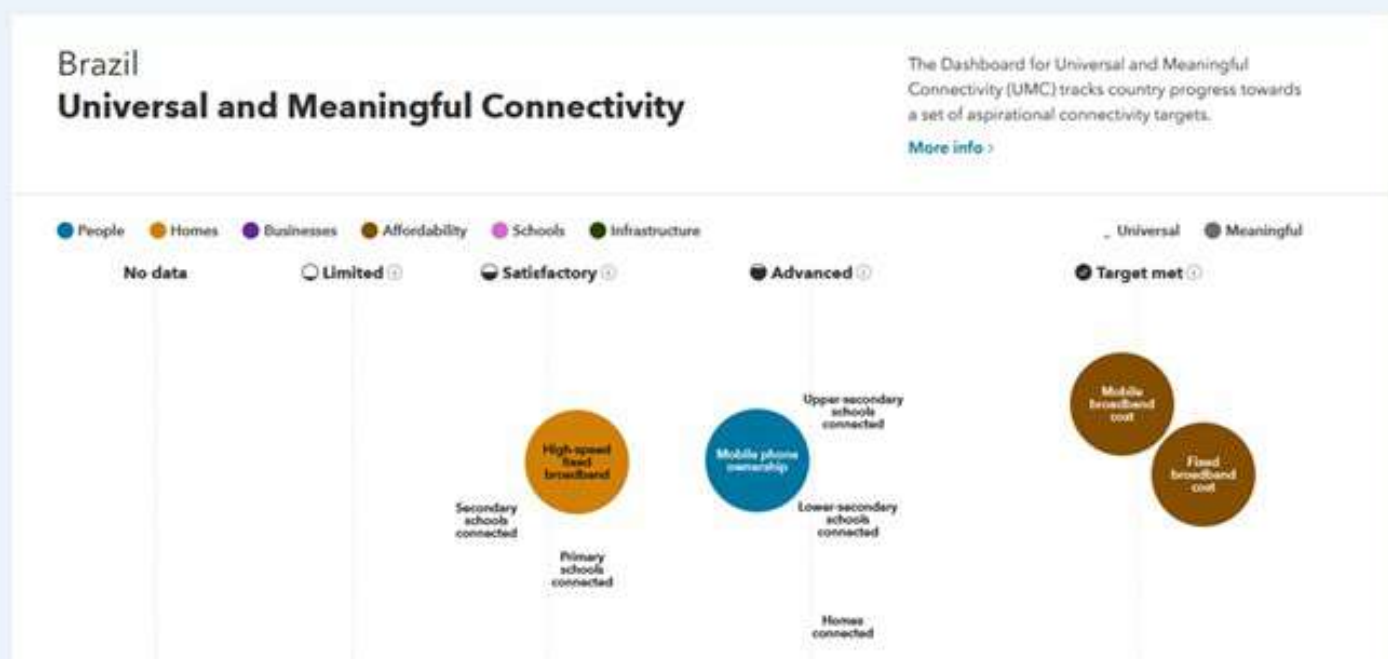 Brazil
Universal and Meaningful Connectivity
The Dashboard for Universal and Meaningful
Connectivity (UMC) tracks country progress towards
a set of aspirational connectivity targets.
More info >
People Homes Businesses Affordability Schools Infrastructure
Universal Meaningful
No data Limited Satisfactory Advanced Target met
Mobile
broadband
cost
Upper-secondary
schools
connected
High-speed
fixed
broadband
Mobile phone
ownership
Fixed
broadband
cost
Secondary
schools
connected
Lower-secondary
schools
connected
Primary
schools
connected
Homes
connected